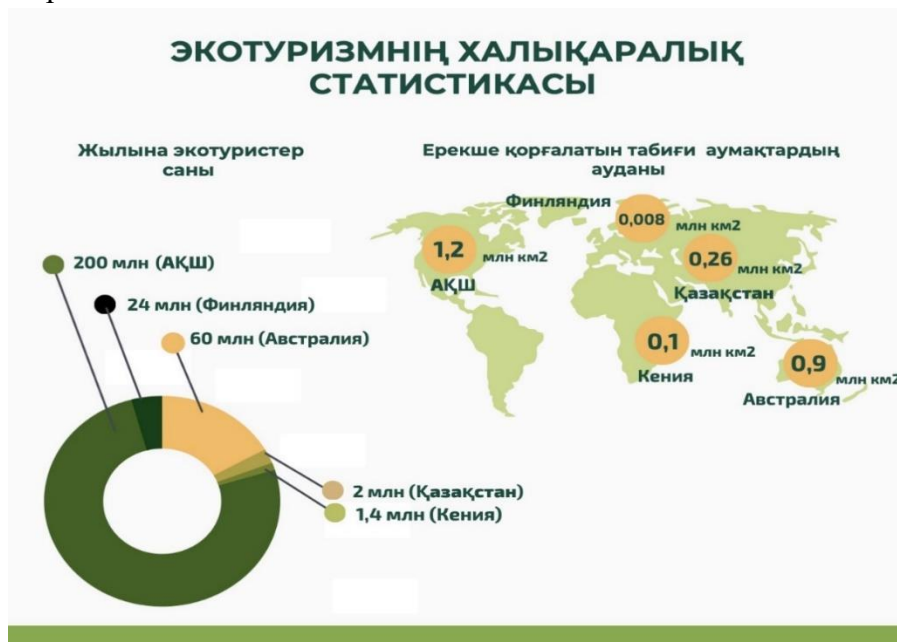 ЭКОТУРИЗМНІҢ ХАЛЫҚАРАЛЫҚ
СТАТИСТИКАСЫ
Жылына экотуристер
саны
200 млн (АҚШ)
24 млн (Финляндия)
60 млн (Австралия)
2 млн (Қазақстан)
1,4 млн (Кения)
Ерекше қорғалатын табиғи аумақтардың
ауданы
Финляндия
0,008 млн км2
1,2 млн км2
АҚШ
0,26 млн км2
Қазақстан
0,1 млн км2
Кения
0,9 млн км2
Австралия